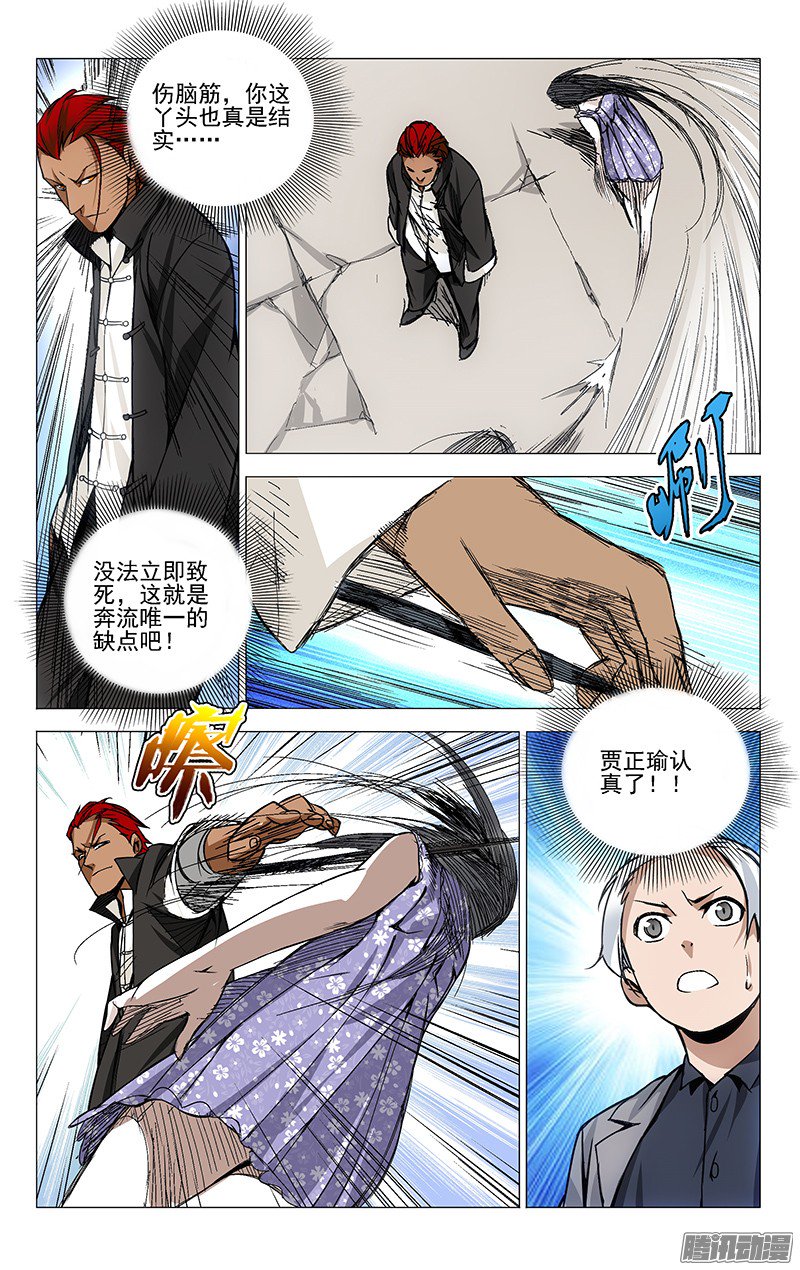 伤脑筋，你这
丫头也真是结
实······
唰
没法立即致
死，这就是
奔流唯一的
缺点吧！
嚓
贾正瑜认
真了！！
腾讯动漫